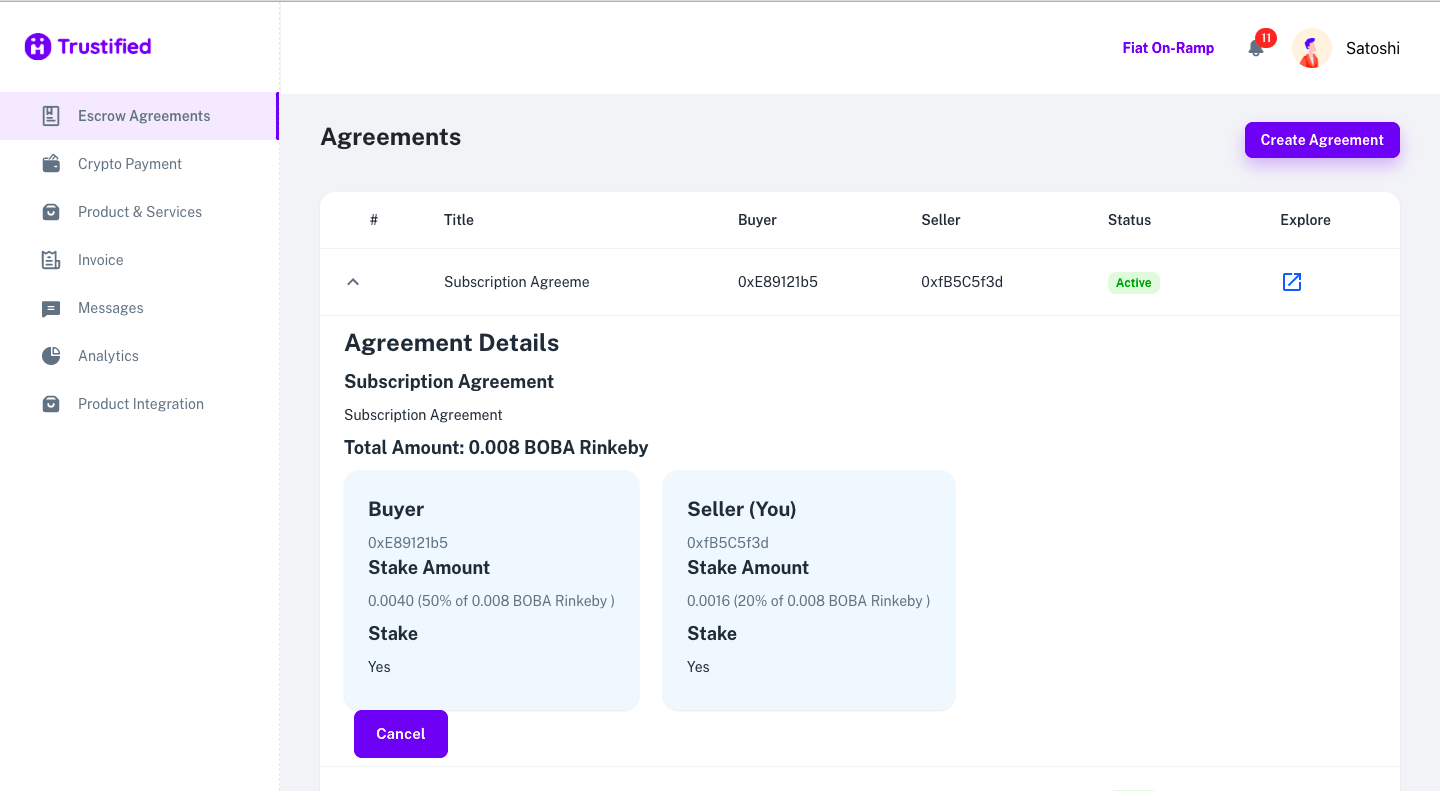 Trustified
Fiat On-Ramp
11
Satoshi
Escrow Agreements
Crypto Payment
Product & Services
Invoice
Messages
Analytics
Product Integration
Agreements
Create Agreement
# Title Buyer Seller Status Explore
Subscription Agreeme 0xE89121b5 0xfB5C5f3d Active
Agreement Details
Subscription Agreement
Subscription Agreement
Total Amount: 0.008 BOBA Rinkeby
Buyer
0xE89121b5
Stake Amount
0.0040 (50% of 0.008 BOBA Rinkeby )
Stake
Yes
Seller (You)
0xfB5C5f3d
Stake Amount
0.0016 (20% of 0.008 BOBA Rinkeby )
Stake
Yes
Cancel